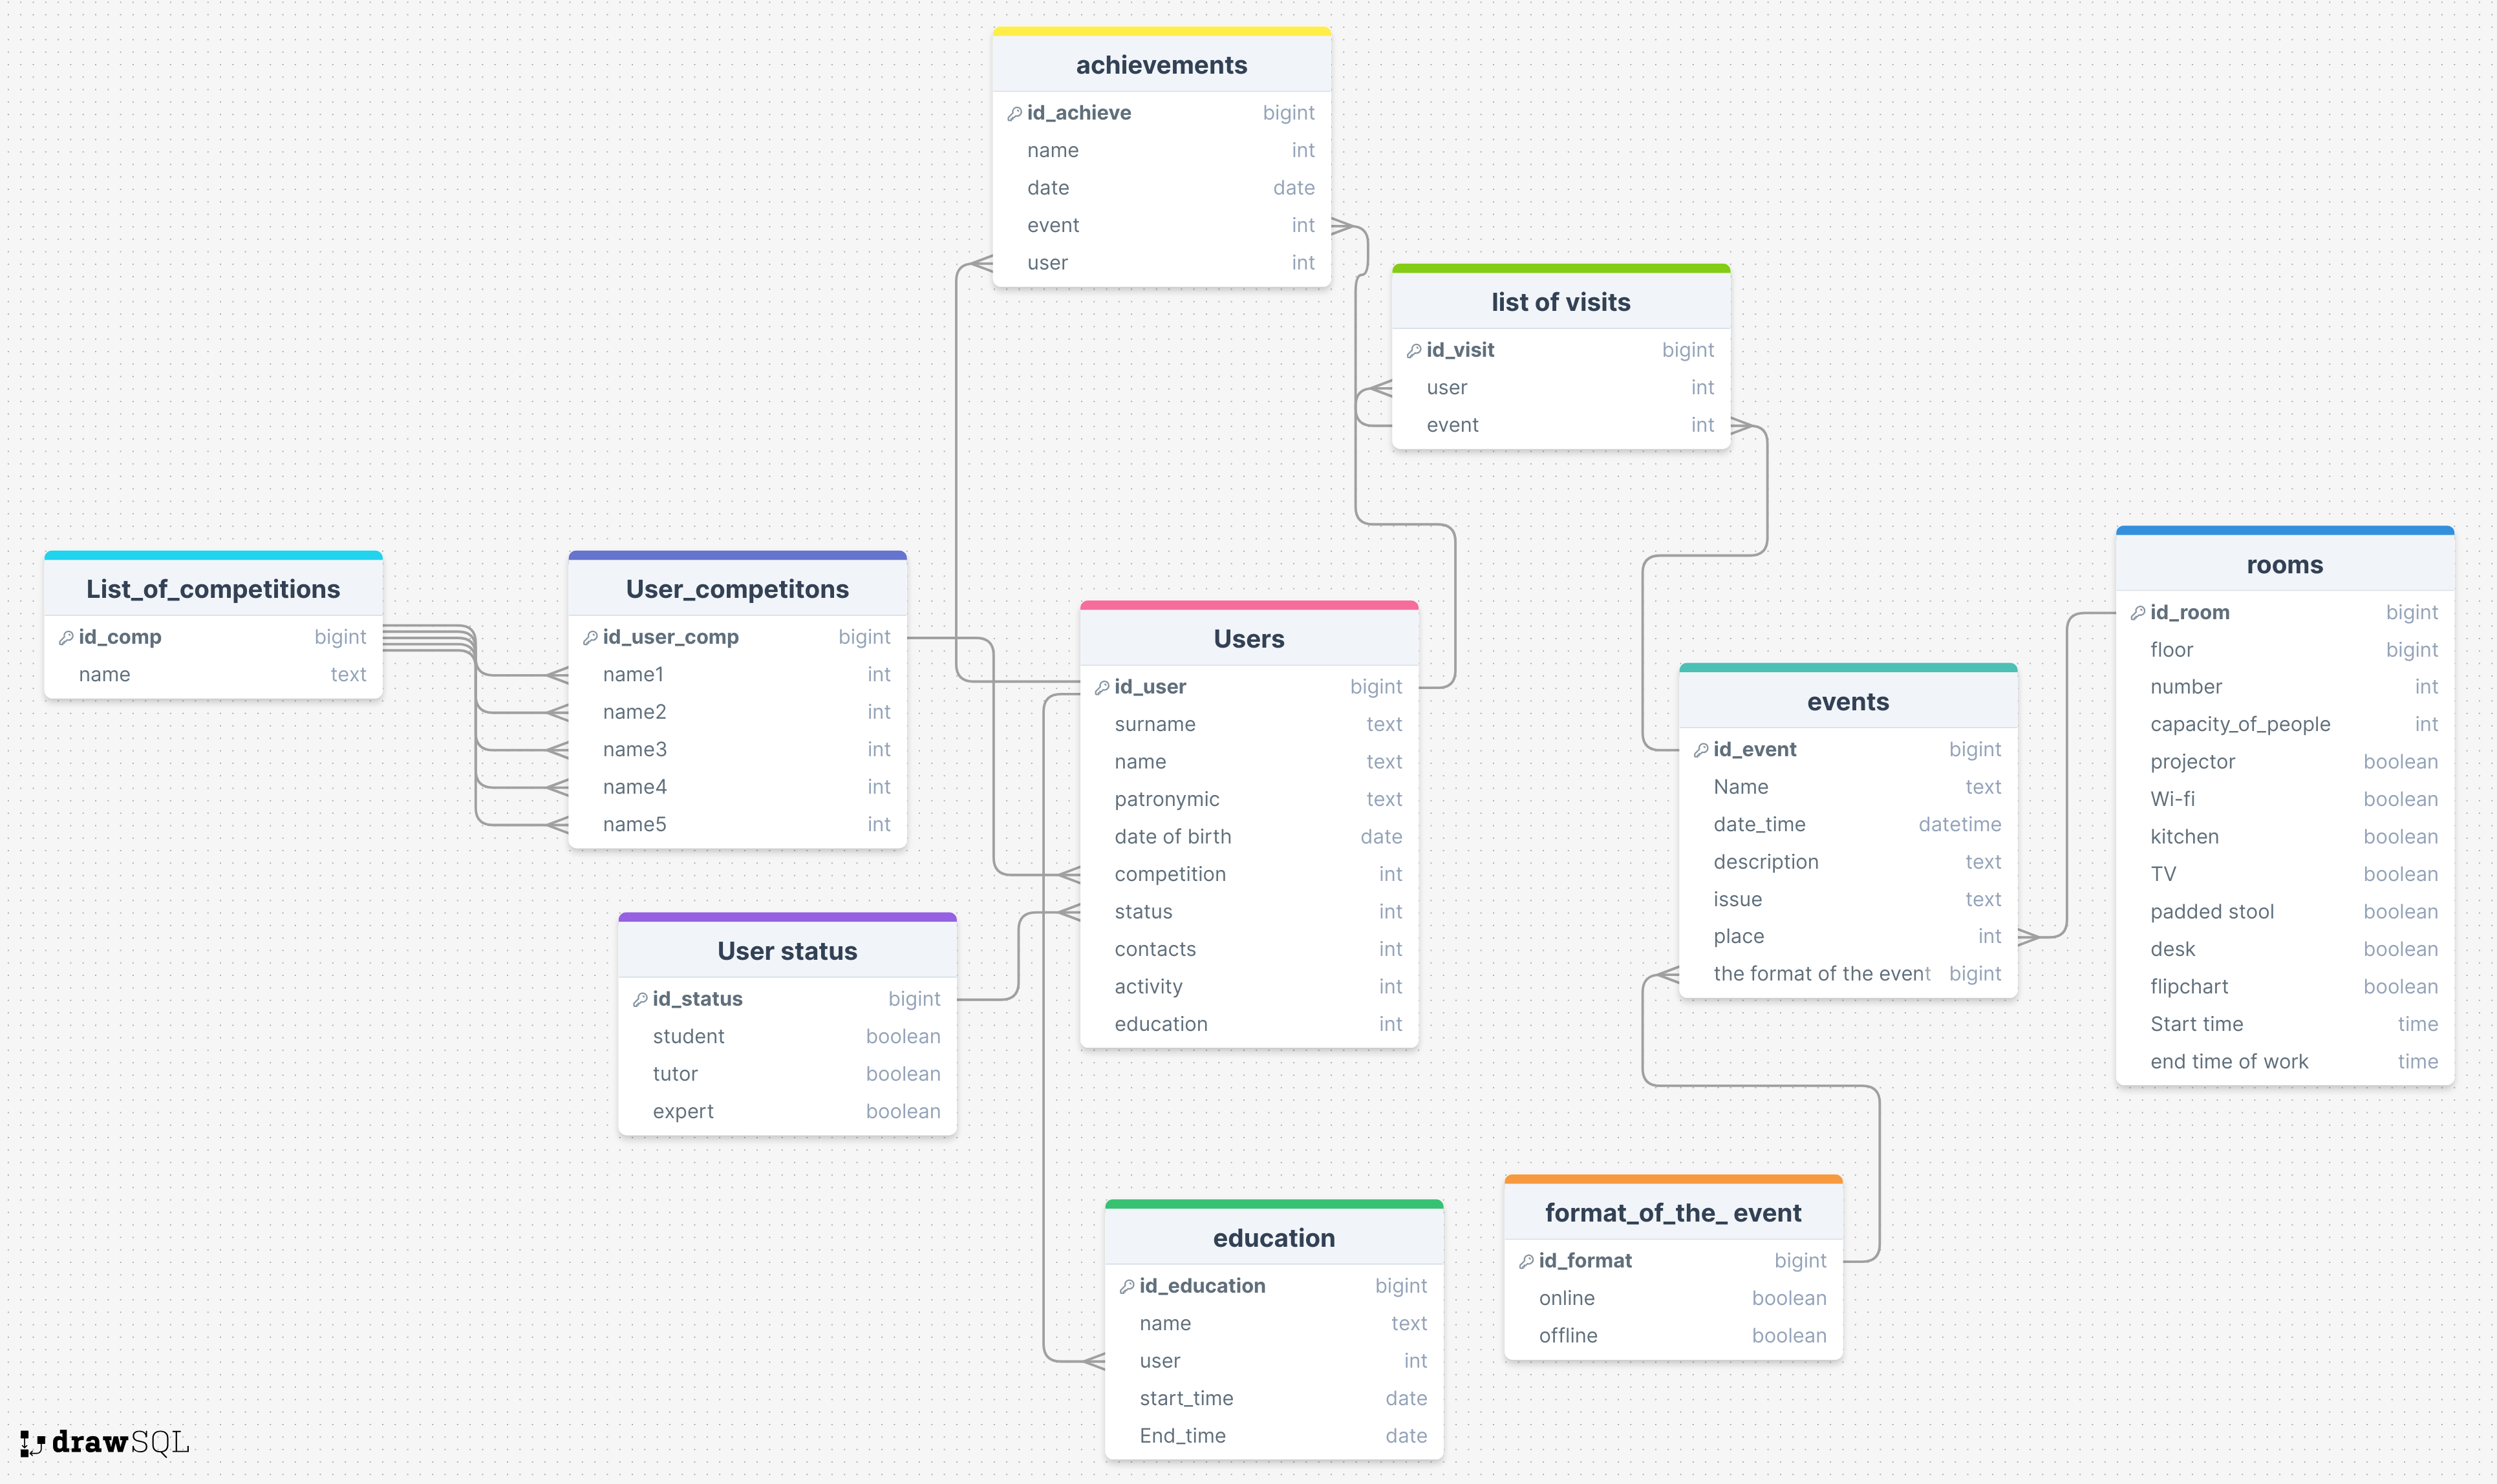 achievements
id_achieve bigint
name int
date date
event int
user int
list of visits
id_visit bigint
user int
event int
List_of_competitions
id_comp bigint
name text
User_competitons
id_user_comp bigint
name1 int
name2 int
name3 int
name4 int
name5 int
Users
id_user bigint
surname text
name text
patronymic text
date of birth date
competition int
status int
contacts int
activity int
education int
User status
id_status bigint
student boolean
tutor boolean
expert boolean
events
id_event bigint
Name text
date_time datetime
description text
issue text
place int
the format of the event bigint
rooms
id_room bigint
floor bigint
number int
capacity_of_people int
projector boolean
Wi-fi boolean
kitchen boolean
TV boolean
padded stool boolean
desk boolean
flipchart boolean
Start time time
end time of work time
education
id_education bigint
name text
user int
start_time date
End_time date
format_of_the_ event
id_format bigint
online boolean
offline boolean
drawSQL